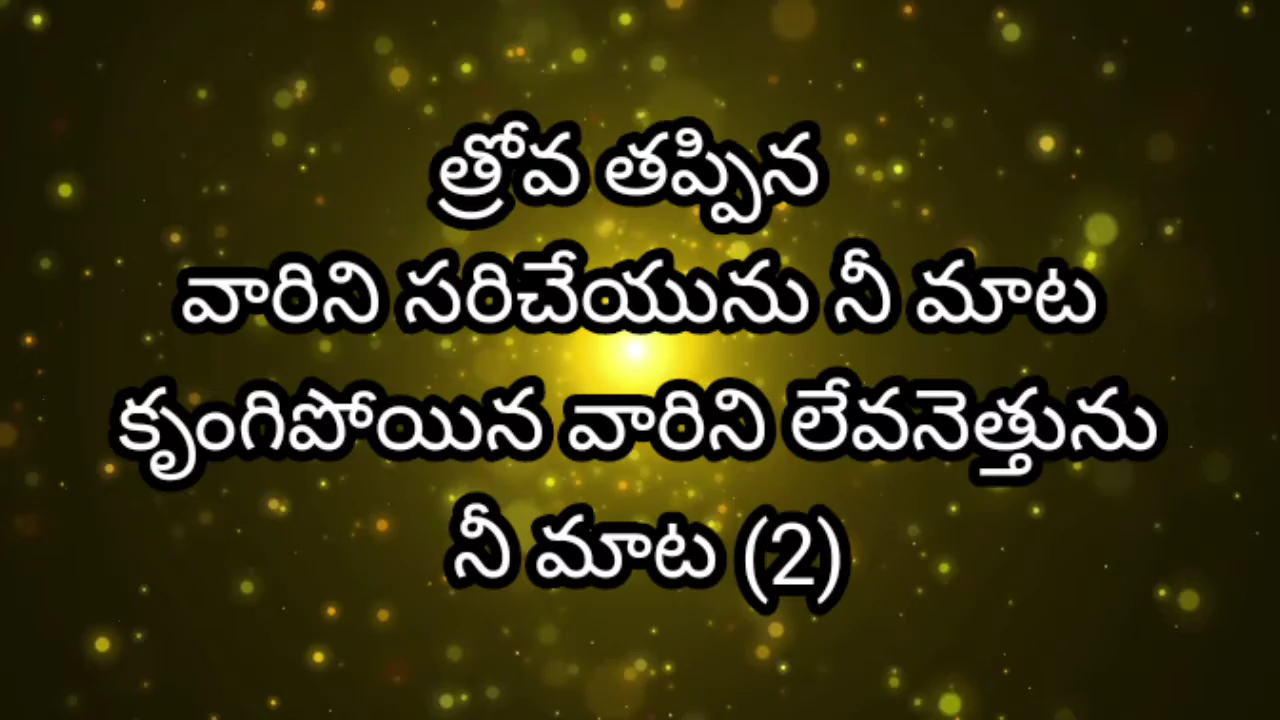 త్రోవ తప్పిన
వారిని సరిచేయును నీ మాట
కృంగిపోయిన వారిని లేవనెత్తును
నీ మాట (2)